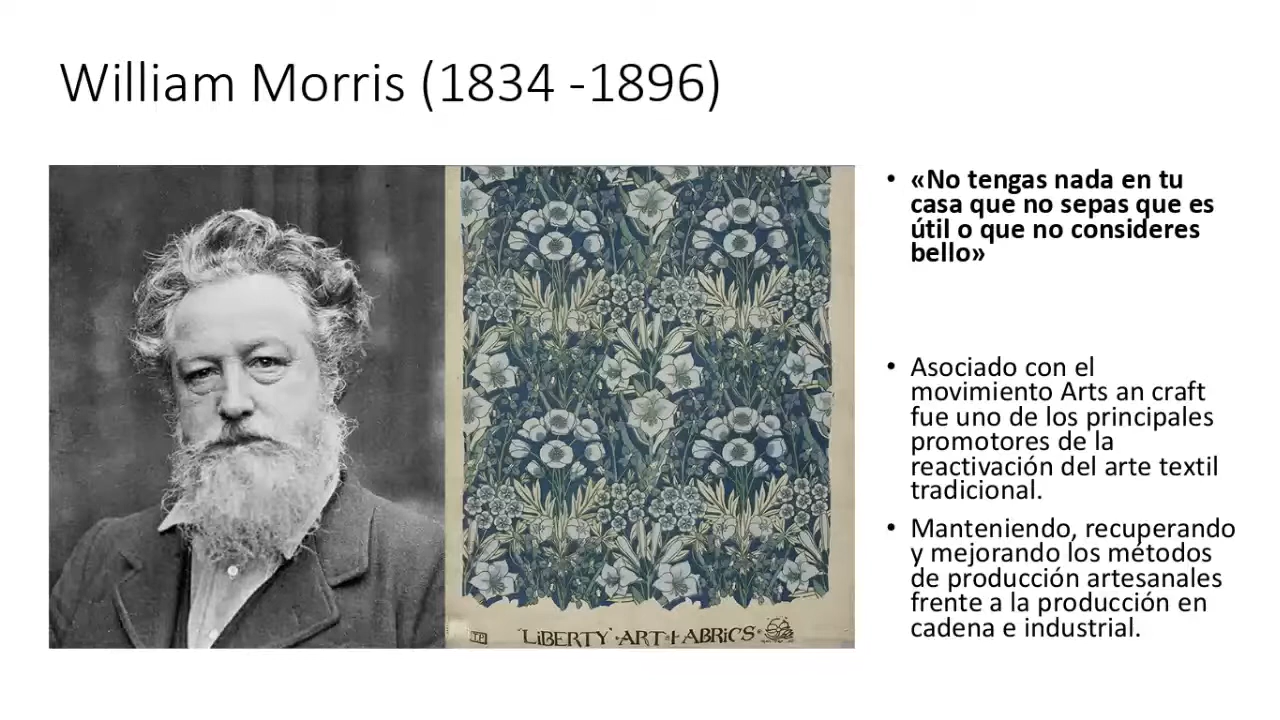 William Morris (1834 -1896)
• «No tengas nada en tu
casa que no sepas que es
útil o que no consideres
bello»
• Asociado con el
movimiento Arts an craft
fue uno de los principales
promotores de la
reactivación del arte textil
tradicional.
• Manteniendo, recuperando
y mejorando los métodos
de producción artesanales
frente a la producción en
cadena e industrial.
LiBERTY · ART · FABRiCS